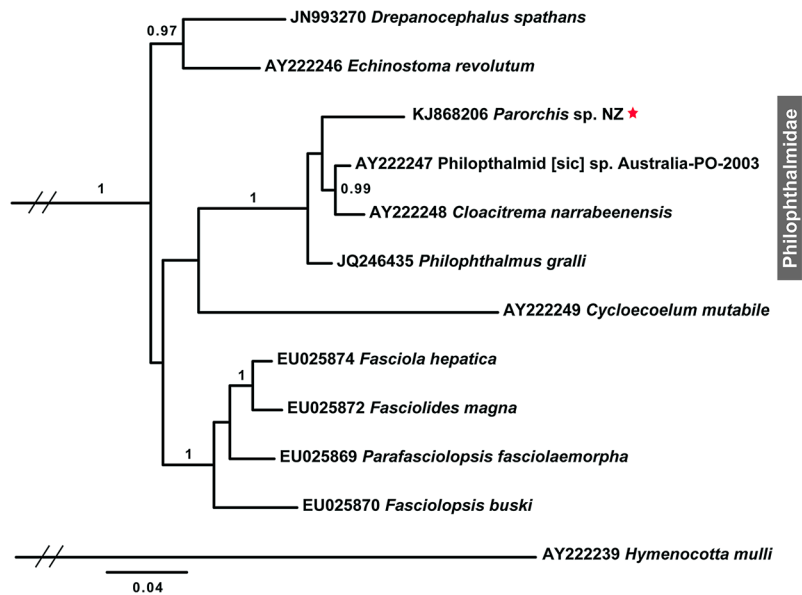 JN993270 Drepanocephalus spathans
0.97
AY222246 Echinostoma revolutum
KJ868206 Parorchis sp. NZ
AY222247 Philopthalmid [sic] sp. Australia-PO-2003
0.99
1
1
AY222248 Cloacitrema narrabeenensis
JQ246435 Philophthalmus gralli
Philophthalmidae
AY222249 Cycloecoelum mutabile
EU025874 Fasciola hepatica
1
EU025872 Fasciolides magna
EU025869 Parafasciolopsis fasciolaemorpha
1
EU025870 Fasciolopsis buski
AY222239 Hymenocotta mulli
0.04